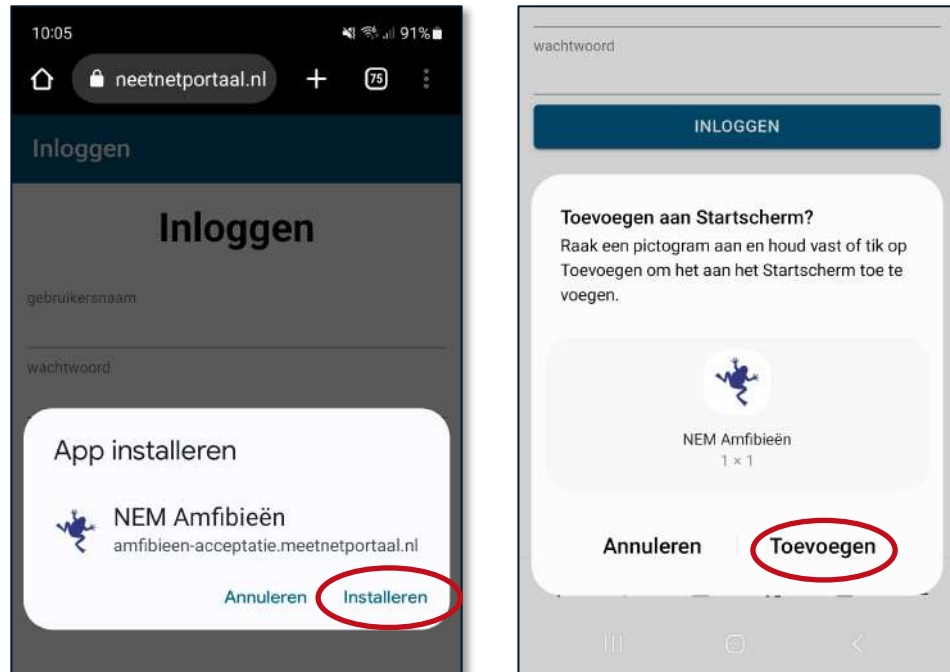 10:05
91%
neetnetportaal.nl
75
Inloggen
Inloggen
gebruikersnaam
wachtwoord
App installeren
NEM Amfibieën
amfibieen-acceptatie.meetnetportaal.nl
Annuleren
Installeren
wachtwoord
INLOGGEN
Toevoegen aan Startscherm?
Raak een pictogram aan en houd vast of tik op
Toevoegen om het aan het Startscherm toe te
voegen.
NEM Amfibieën
1 × 1
Annuleren
Toevoegen